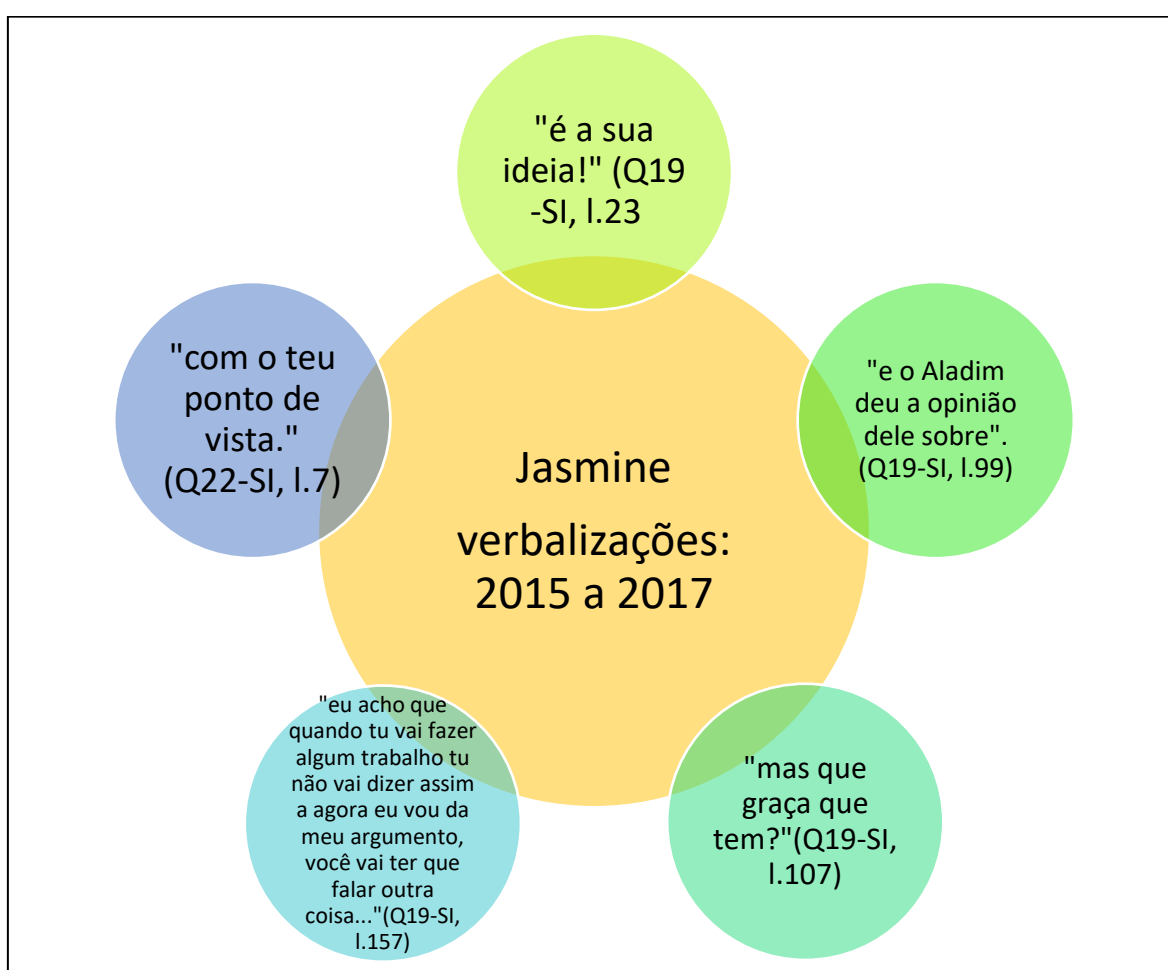 "é a sua
ideia!" (Q19
-SI, l.23
"e o Aladim
deu a opinião
dele sobre".
(Q19-SI, l.99)
"mas que
graça que
tem?"(Q19-SI,
l.107)
"eu acho que
quando tu vai fazer
algum trabalho tu
não vai dizer assim
a agora eu vou da
meu argumento,
você vai ter que
falar outra
coisa..."(Q19-SI,
l.157)
"com o teu
ponto de
vista."
(Q22-SI, l.7)
Jasmine
verbalizações:
2015 a 2017